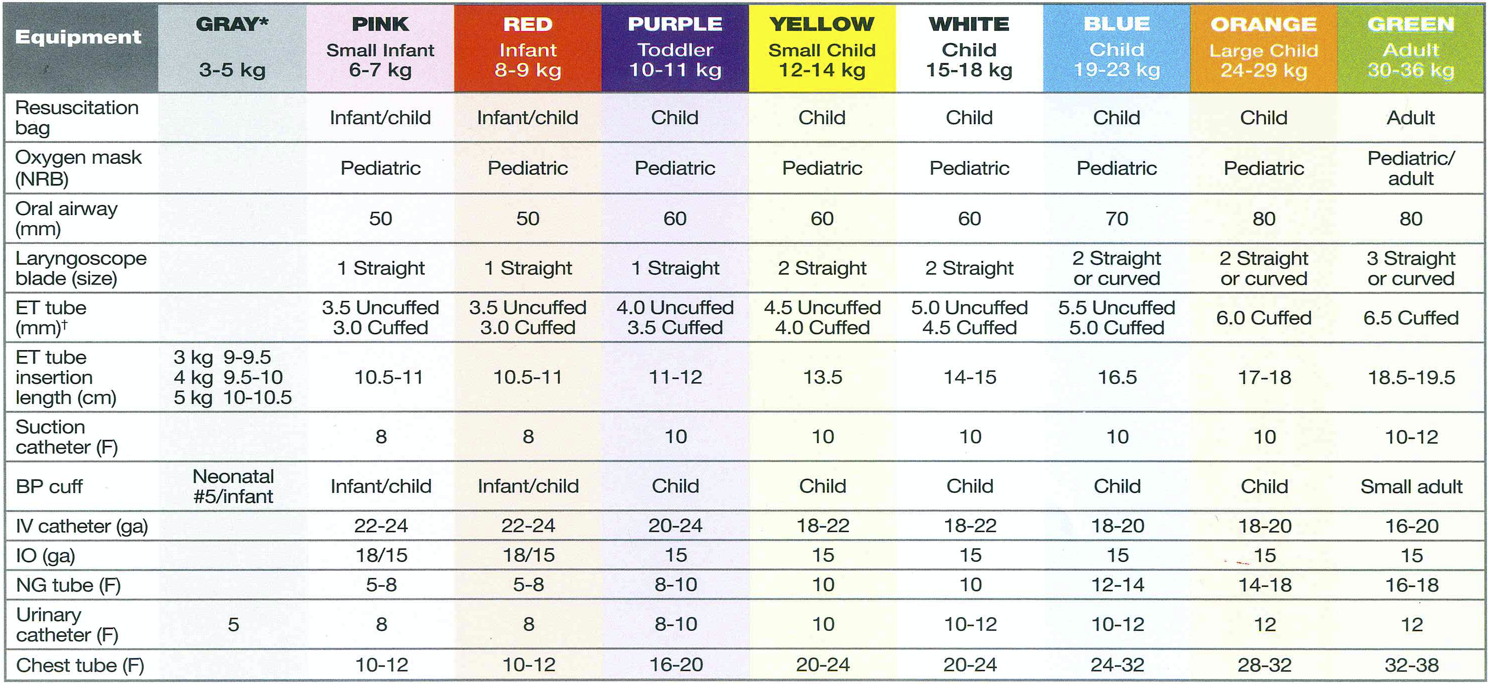 Equipment
GRAY*
3-5 kg
PINK
Small Infant
6-7 kg
RED
Infant
8-9 kg
PURPLE
Toddler
10-11 kg
YELLOW
Small Child
12-14 kg
WHITE
Child
15-18 kg
BLUE
Child
19-23 kg
ORANGE
Large Child
24-29 kg
GREEN
Adult
30-36 kg
Resuscitation
bag
Infant/child
Infant/child
Child
Child
Child
Child
Child
Adult
Oxygen mask
(NRB)
Pediatric
Pediatric
Pediatric
Pediatric
Pediatric
Pediatric
Pediatric
Pediatric/
adult
Oral airway
(mm)
50
50
60
60
60
70
80
80
Laryngoscope
blade (size)
1 Straight
1 Straight
1 Straight
2 Straight
2 Straight
2 Straight
or curved
2 Straight
or curved
3 Straight
or curved
ET tube
(mm)†
3.5 Uncuffed
3.0 Cuffed
3.5 Uncuffed
3.0 Cuffed
4.0 Uncuffed
3.5 Cuffed
4.5 Uncuffed
4.0 Cuffed
5.0 Uncuffed
4.5 Cuffed
5.5 Uncuffed
5.0 Cuffed
6.0 Cuffed
6.5 Cuffed
ET tube
insertion
length (cm)
3 kg 9-9.5
4 kg 9.5-10
5 kg 10-10.5
10.5-11
10.5-11
11-12
13.5
14-15
16.5
17-18
18.5-19.5
Suction
catheter (F)
8
8
10
10
10
10
10
10-12
BP cuff
Neonatal
#5/infant
Infant/child
Infant/child
Child
Child
Child
Child
Child
Small adult
IV catheter (ga)
22-24
22-24
20-24
18-22
18-22
18-20
18-20
16-20
IO (ga)
18/15
18/15
15
15
15
15
15
15
NG tube (F)
5-8
5-8
8-10
10
10
12-14
14-18
16-18
Urinary
catheter (F)
5
8
8
8-10
10
10-12
10-12
12
12
Chest tube (F)
10-12
10-12
16-20
20-24
20-24
24-32
28-32
32-38